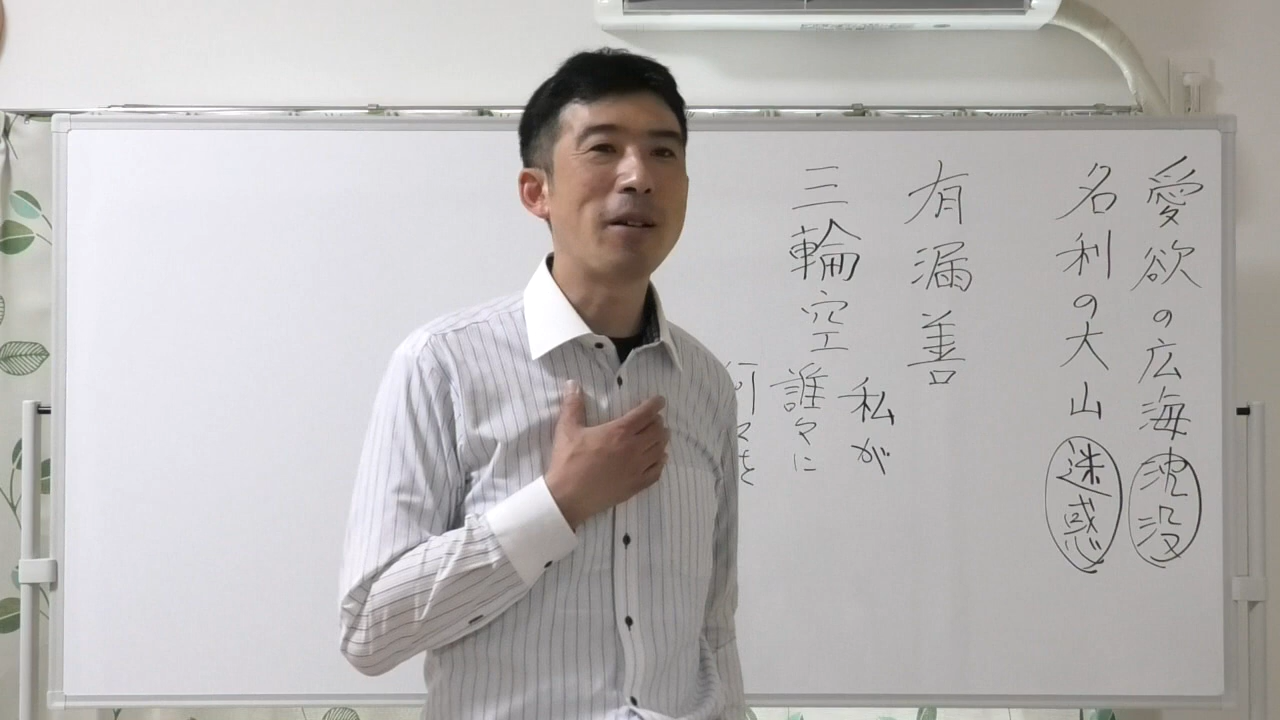 愛欲の広海沈没
名利の大山迷惑
有漏善
三輪空
私が
誰々に
何々を